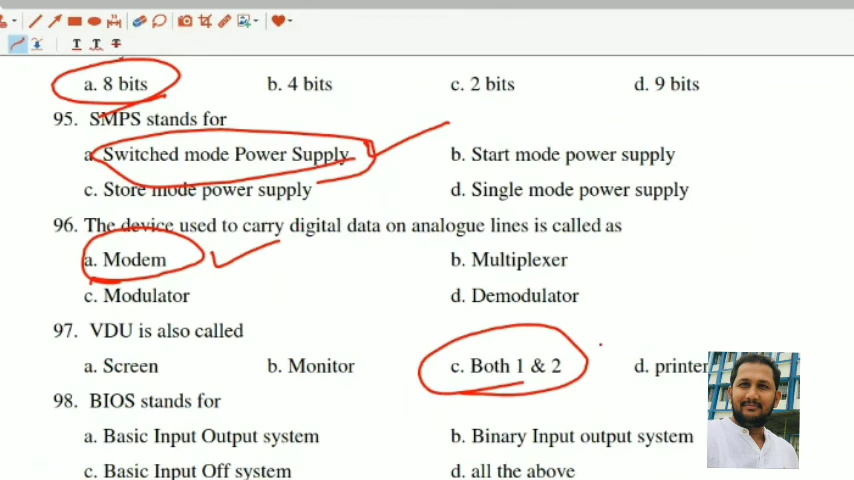 a. 8 bits b. 4 bits c. 2 bits d. 9 bits
95. SMPS stands for
a. Switched mode Power Supply b. Start mode power supply
c. Store mode power supply d. Single mode power supply
96. The device used to carry digital data on analogue lines is called as
a. Modem b. Multiplexer
c. Modulator d. Demodulator
97. VDU is also called
a. Screen b. Monitor c. Both 1 & 2 d. printer
98. BIOS stands for
a. Basic Input Output system b. Binary Input output system
c. Basic Input Off system d. all the above